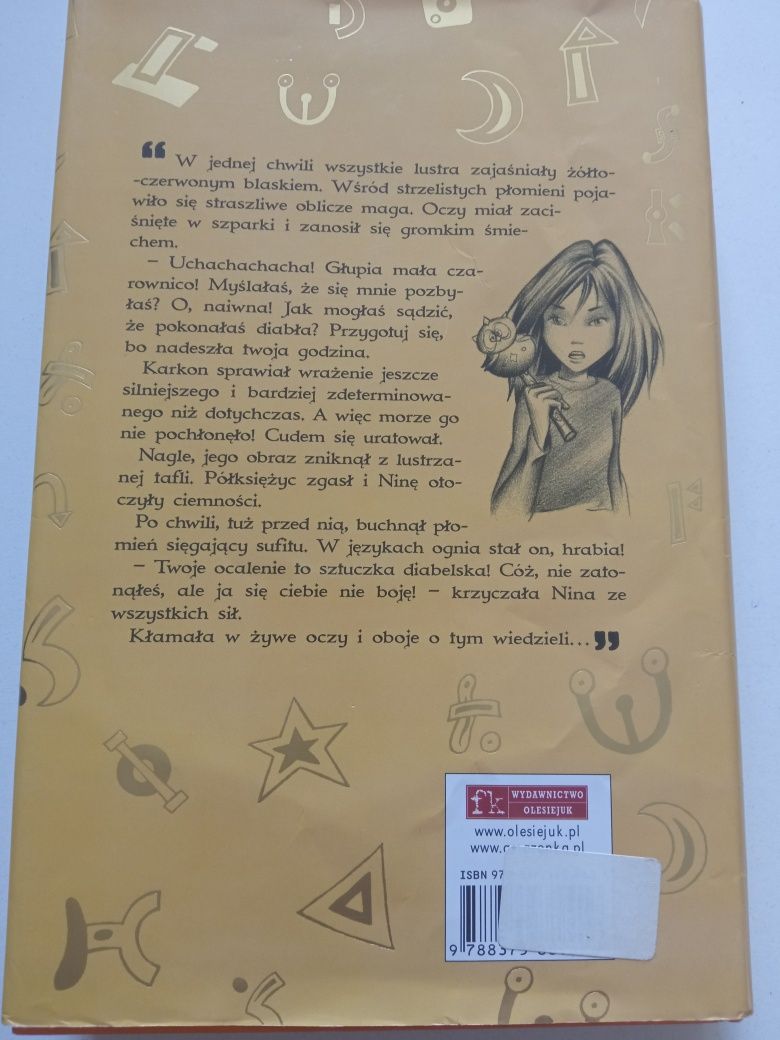 “ W jednej chwili wszystkie lustra zajaśniały żółto-
-czerwonym blaskiem. Wśród strzelistych płomieni poja-
wiło się straszliwe oblicze maga. Oczy miał zaci-
śnięte w szparki i zanosił się gromkim śmie-
chem.
– Uchachachacha! Głupia mała cza-
rownico! Myślałaś, że się mnie pozby-
łaś? O, naiwna! Jak mogłaś sądzić,
że pokonałaś diabła? Przygotuj się,
bo nadeszła twoja godzina.
Karkon sprawiał wrażenie jeszcze
silniejszego i bardziej zdeterminowa-
nego niż dotychczas. A więc morze go
nie pochłonęło! Cudem się uratował.
Nagle, jego obraz zniknął z lustrza-
nej tafli. Półksiężyc zgasł i Ninę oto-
czyły ciemności.
Po chwili, tuż przed nią, buchnął pło-
mień sięgający sufitu. W językach ognia stał on, hrabia!
– Twoje ocalenie to sztuczka diabelska! Cóż, nie zato-
nąłeś, ale ja się ciebie nie boję! – krzyczała Nina ze
wszystkich sił.
Kłamała w żywe oczy i oboje o tym wiedzieli... ”
fk WYDAWNICTWO
OLESIEJUK
www.olesiejuk.pl
ISBN 97
9 788375